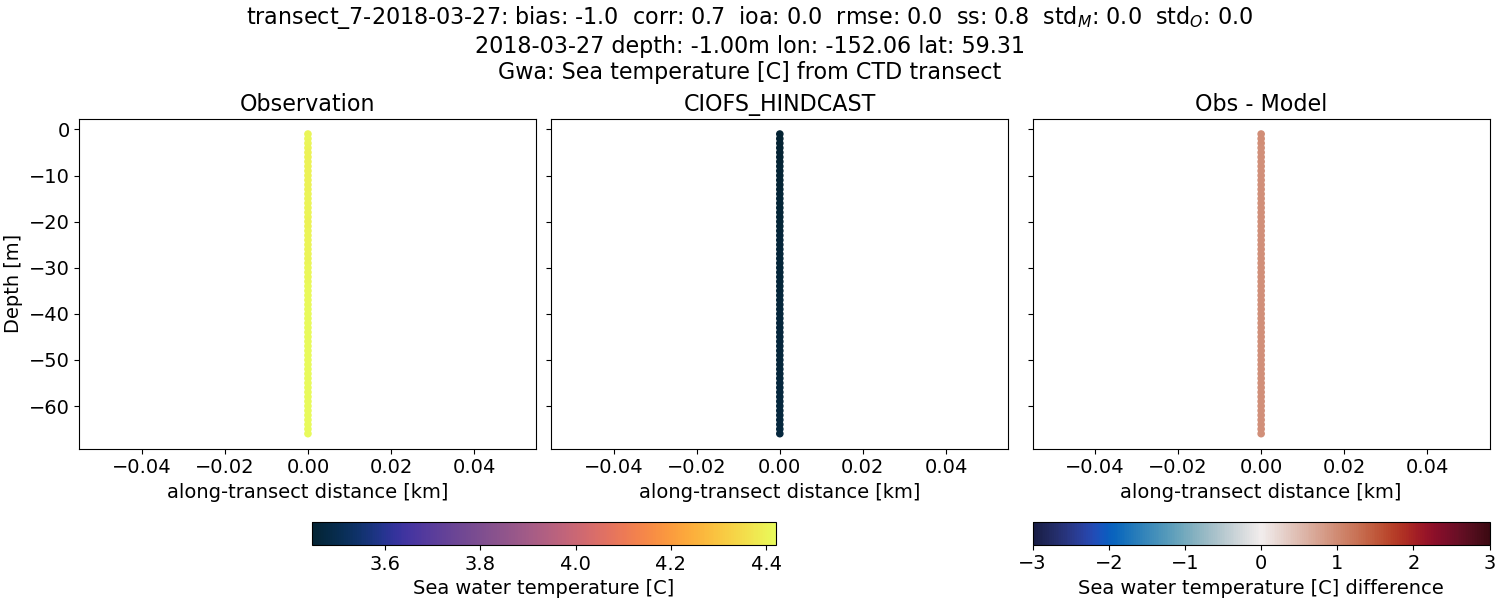 transect_7-2018-03-27: bias: -1.0  corr: 0.7  ioa: 0.0  rmse: 0.0  ss: 0.8  std_M: 0.0  std_O: 0.0
2018-03-27 depth: -1.00m lon: -152.06 lat: 59.31
Gwa: Sea temperature [C] from CTD transect
Observation
CIOFS_HINDCAST
Obs - Model
Depth [m]
0
−10
−20
−30
−40
−50
−60
−0.04 −0.02 0.00 0.02 0.04
−0.04 −0.02 0.00 0.02 0.04
−0.04 −0.02 0.00 0.02 0.04
along-transect distance [km]
along-transect distance [km]
along-transect distance [km]
3.6 3.8 4.0 4.2 4.4
Sea water temperature [C]
−3 −2 −1 0 1 2 3
Sea water temperature [C] difference